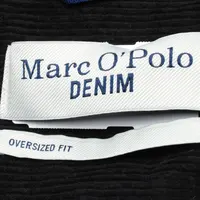 Marc O'Polo
DENIM
OVERSIZED FIT